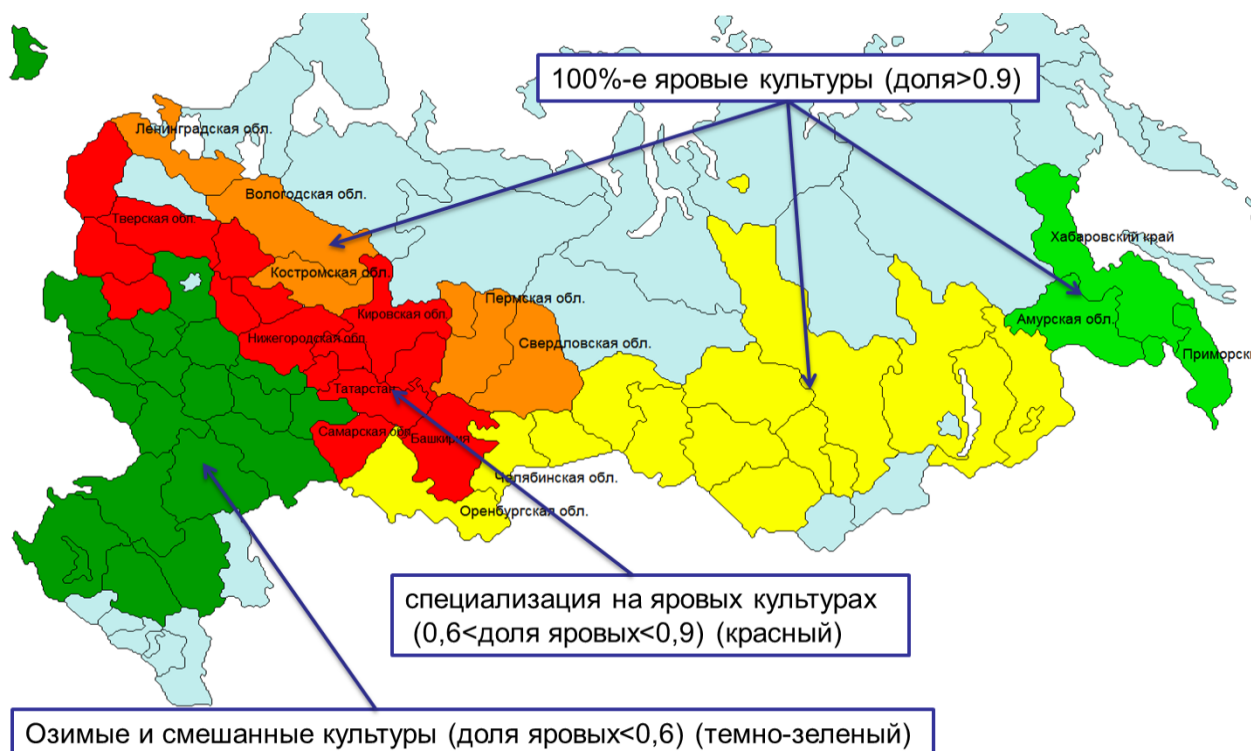 100%-е яровые культуры (доля>0.9)
Ленинградская обл.
Вологодская обл.
Тверская обл.
Хабаровский край
Костромская обл.
Пермская обл.
Кировская обл.
Амурская обл.
Нижегородская обл.
Свердловская обл.
Приморски
Татарстан
Самарская обл.
Башкирия
Челябинская обл.
Оренбургская обл.
специализация на яровых культурах
(0,6<доля яровых<0,9) (красный)
Озимые и смешанные культуры (доля яровых<0,6) (темно-зеленый)